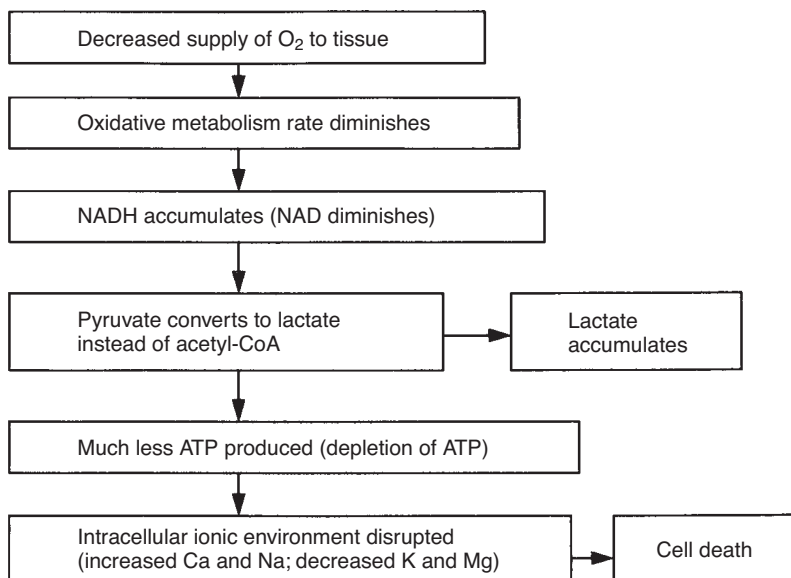 Decreased supply of O₂ to tissue
Oxidative metabolism rate diminishes
NADH accumulates (NAD diminishes)
Pyruvate converts to lactate
instead of acetyl-CoA
Lactate
accumulates
Much less ATP produced (depletion of ATP)
Intracellular ionic environment disrupted
(increased Ca and Na; decreased K and Mg)
Cell death